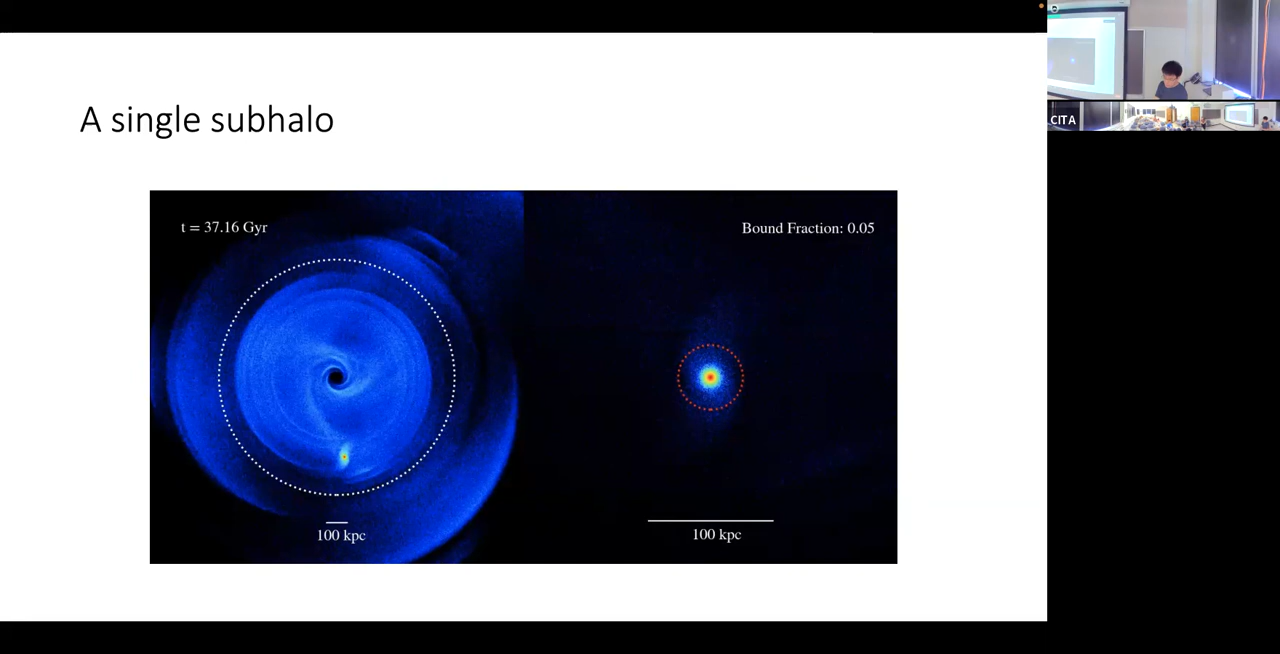 A single subhalo
t = 37.16 Gyr
Bound Fraction: 0.05
100 kpc
100 kpc
CITA